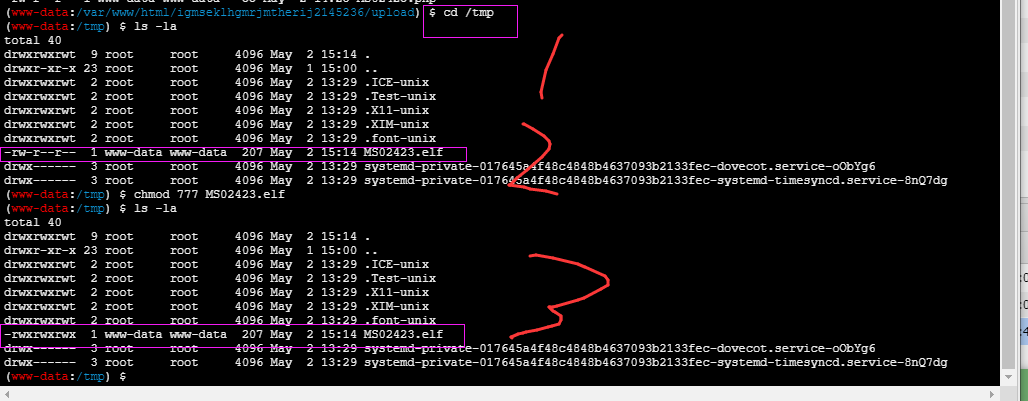 (www-data:/var/www/html/igmseklhgmrjmtherij2145236/upload) $ cd /tmp
(www-data:/tmp) $ ls -la
total 40
drwxrwxrwt  9 root     root     4096 May  2 15:14 .
drwxr-xr-x 23 root     root     4096 May  1 15:00 ..
drwxrwxrwt  2 root     root     4096 May  2 13:29 .ICE-unix
drwxrwxrwt  2 root     root     4096 May  2 13:29 .Test-unix
drwxrwxrwt  2 root     root     4096 May  2 13:29 .X11-unix
drwxrwxrwt  2 root     root     4096 May  2 13:29 .XIM-unix
drwxrwxrwt  2 root     root     4096 May  2 13:29 .font-unix
-rw-r--r--  1 www-data www-data  207 May  2 15:14 MS02423.elf
drwx------  3 root     root     4096 May  2 13:29 systemd-private-017645a4f48c4848b4637093b2133fec-dovecot.service-oObYg6
drwx------  3 root     root     4096 May  2 13:29 systemd-private-017645a4f48c4848b4637093b2133fec-systemd-timesyncd.service-8nQ7dg
(www-data:/tmp) $ chmod 777 MS02423.elf
(www-data:/tmp) $ ls -la
total 40
drwxrwxrwt  9 root     root     4096 May  2 15:14 .
drwxr-xr-x 23 root     root     4096 May  1 15:00 ..
drwxrwxrwt  2 root     root     4096 May  2 13:29 .ICE-unix
drwxrwxrwt  2 root     root     4096 May  2 13:29 .Test-unix
drwxrwxrwt  2 root     root     4096 May  2 13:29 .X11-unix
drwxrwxrwt  2 root     root     4096 May  2 13:29 .XIM-unix
drwxrwxrwt  2 root     root     4096 May  2 13:29 .font-unix
-rwxrwxrwx  1 www-data www-data  207 May  2 15:14 MS02423.elf
drwx------  3 root     root     4096 May  2 13:29 systemd-private-017645a4f48c4848b4637093b2133fec-dovecot.service-oObYg6
drwx------  3 root     root     4096 May  2 13:29 systemd-private-017645a4f48c4848b4637093b2133fec-systemd-timesyncd.service-8nQ7dg
(www-data:/tmp) $
1
2
3